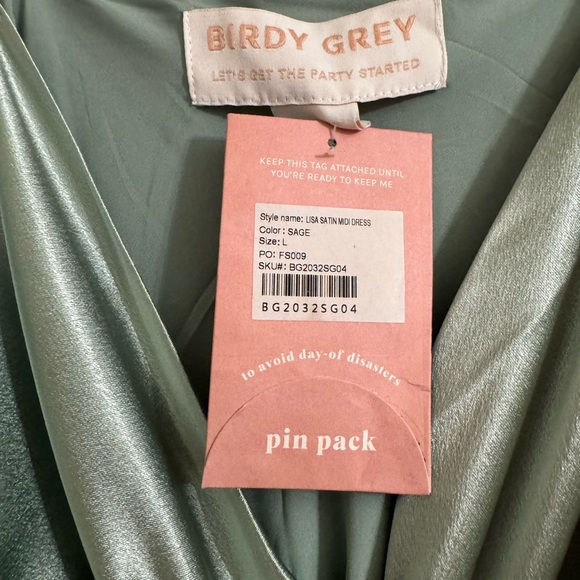 BIRDY GREY
LET'S GET THE PARTY STARTED
KEEP THIS TAG ATTACHED UNTIL
YOU'RE READY TO KEEP ME
Style name: LISA SATIN MIDI DRESS
Color : SAGE
Size: L
PO: FS009
SKU#: BG2032SG04
BG2032SG04
to avoid day-of disasters
pin pack